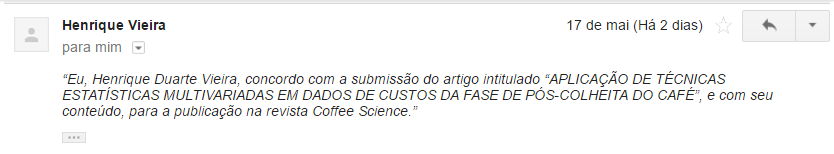 Henrique Vieira
17 de mai (Há 2 dias)
para mim
“Eu, Henrique Duarte Vieira, concordo com a submissão do artigo intitulado “APLICAÇÃO DE TÉCNICAS
ESTATÍSTICAS MULTIVARIADAS EM DADOS DE CUSTOS DA FASE DE PÓS-COLHEITA DO CAFÉ”, e com seu
conteúdo, para a publicação na revista Coffee Science.”